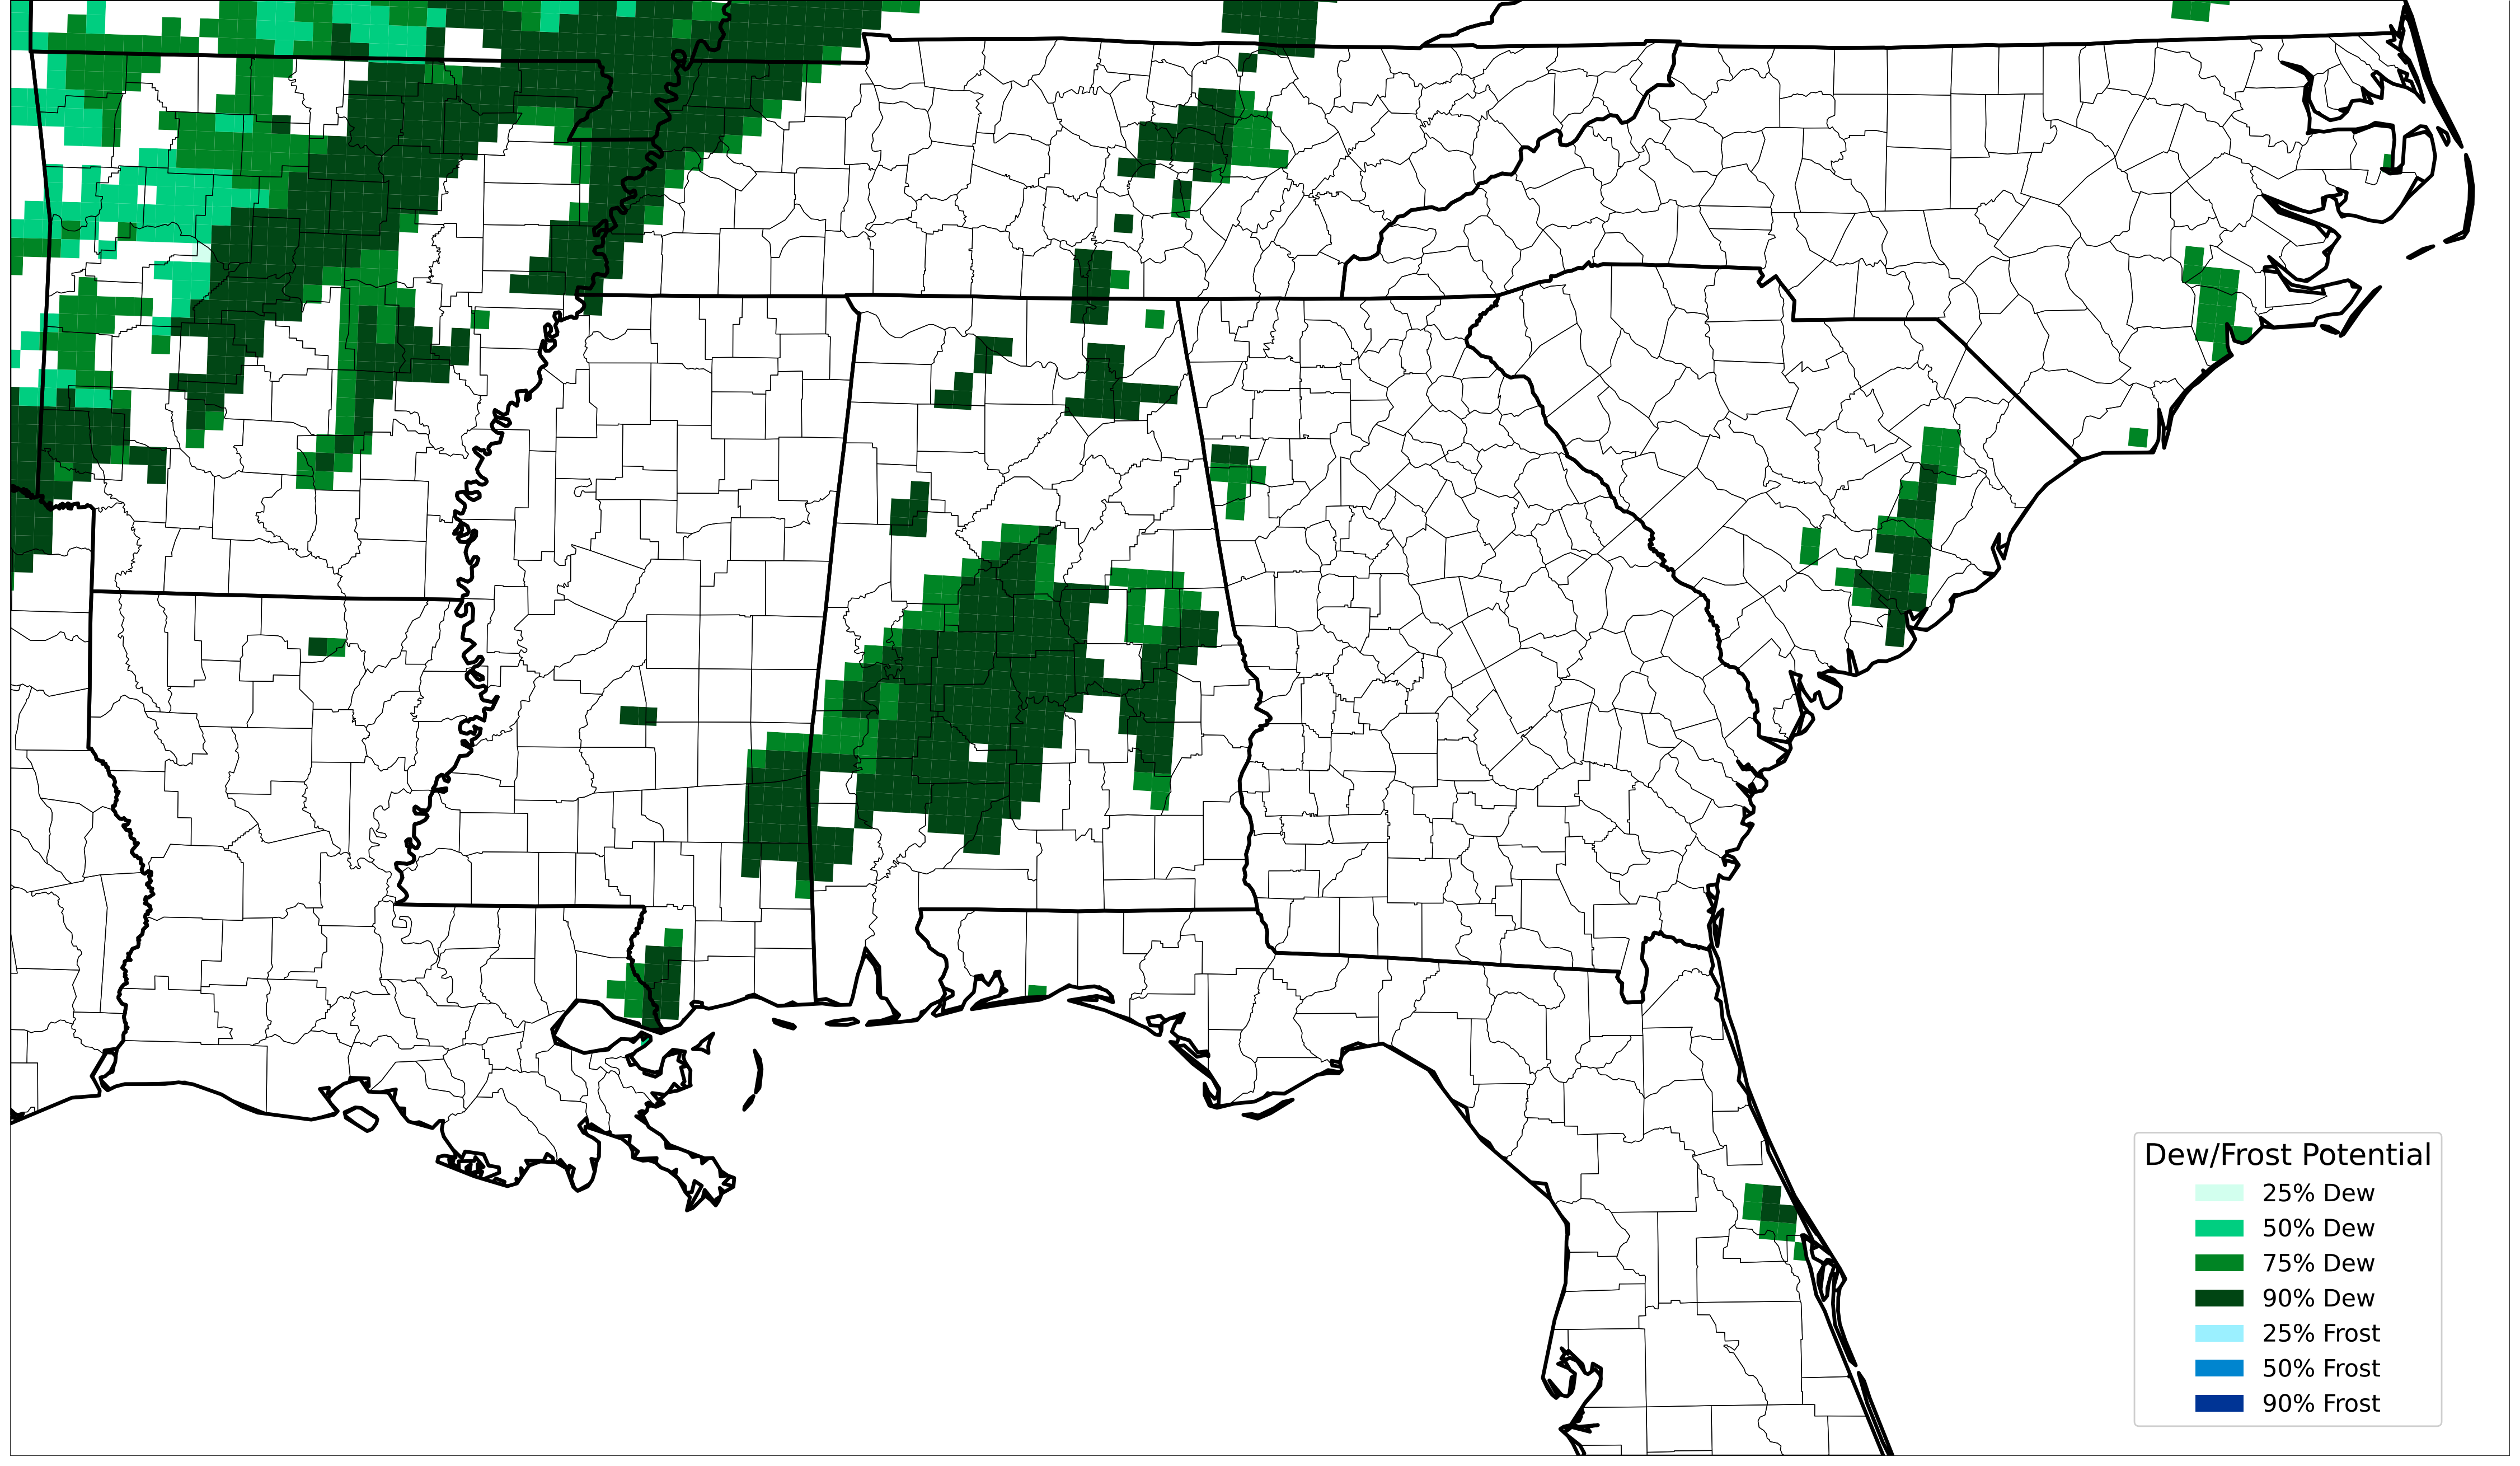 Dew/Frost Potential
25% Dew
50% Dew
75% Dew
90% Dew
25% Frost
50% Frost
90% Frost